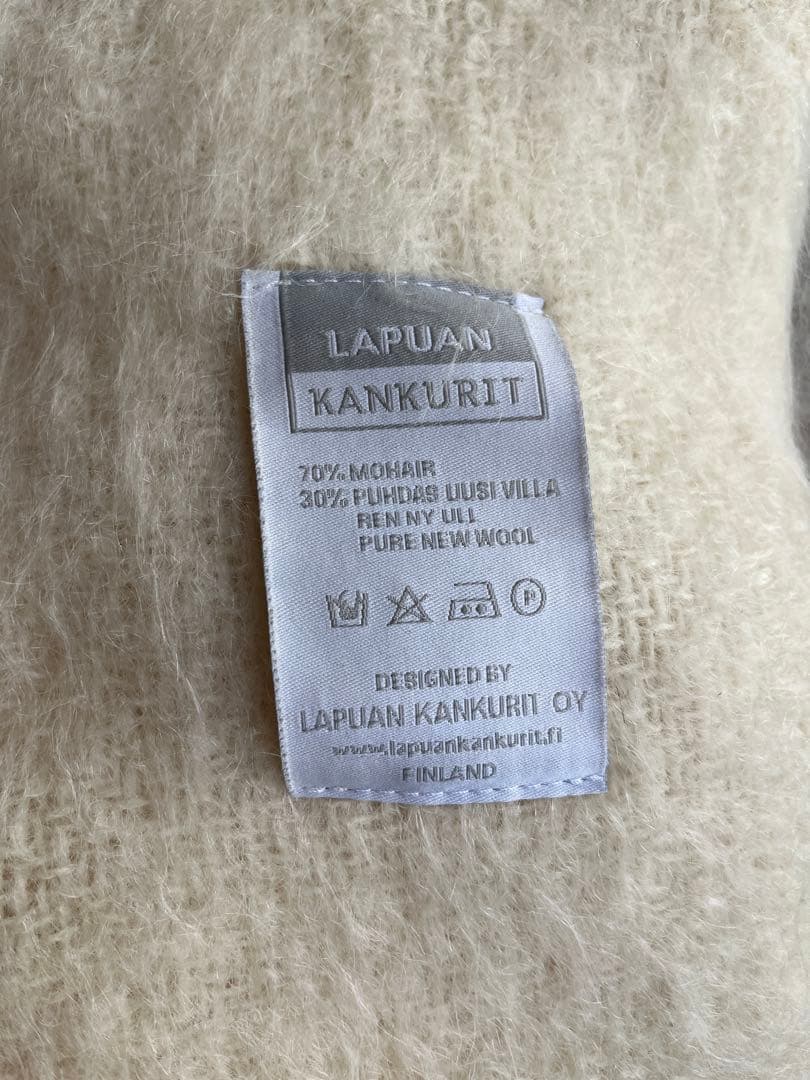 LAPUAN
KANKURIT
70% MOHAIR
30% PUHDAS UUSI VILLA
REN NY ULL
PURE NEW WOOL
P
DESIGNED BY
LAPUAN KANKURIT OY
www.lapuankankurit.fi
FINLAND